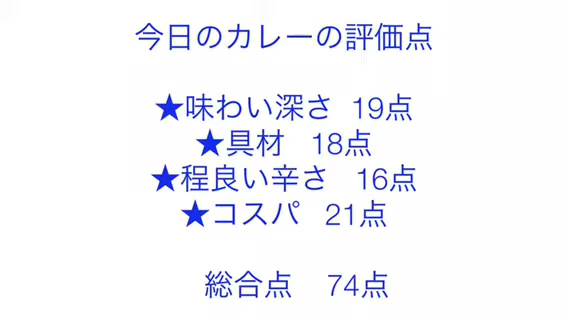 今日のカレーの評価点
★味わい深さ 19点
★具材 18点
★程良い辛さ 16点
★コスパ 21点
総合点 74点